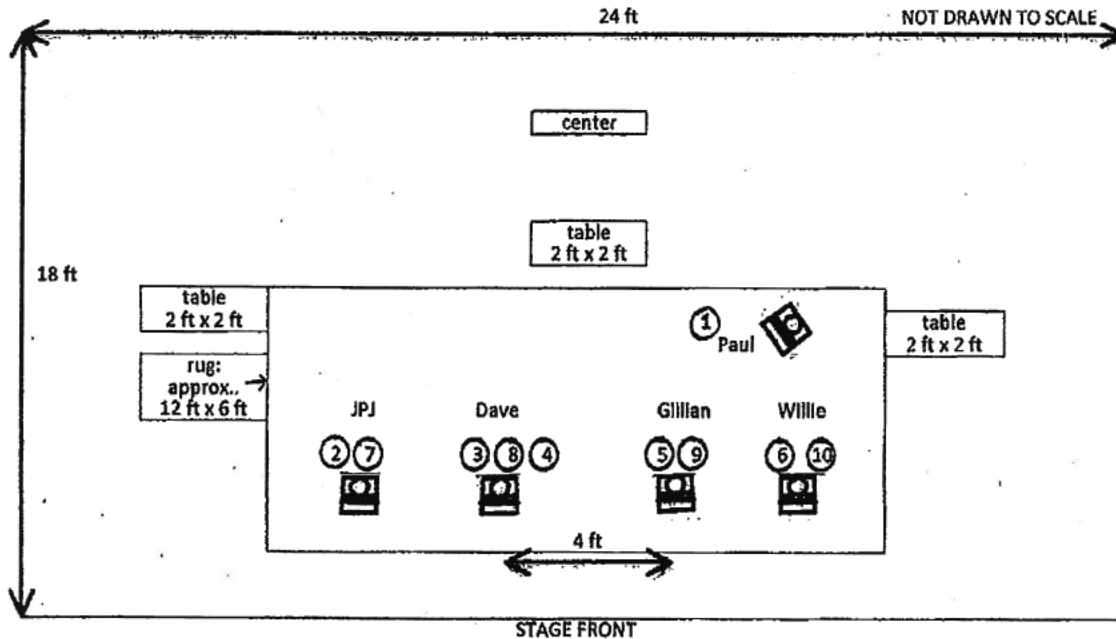 24 ft
NOT DRAWN TO SCALE
center
table
2 ft x 2 ft
18 ft
table
2 ft x 2 ft
1
Paul
table
2 ft x 2 ft
rug:
approx..
12 ft x 6 ft
JPJ
Dave
Gillian
Willie
2 7
3 8 4
5 9
6 10
4 ft
STAGE FRONT